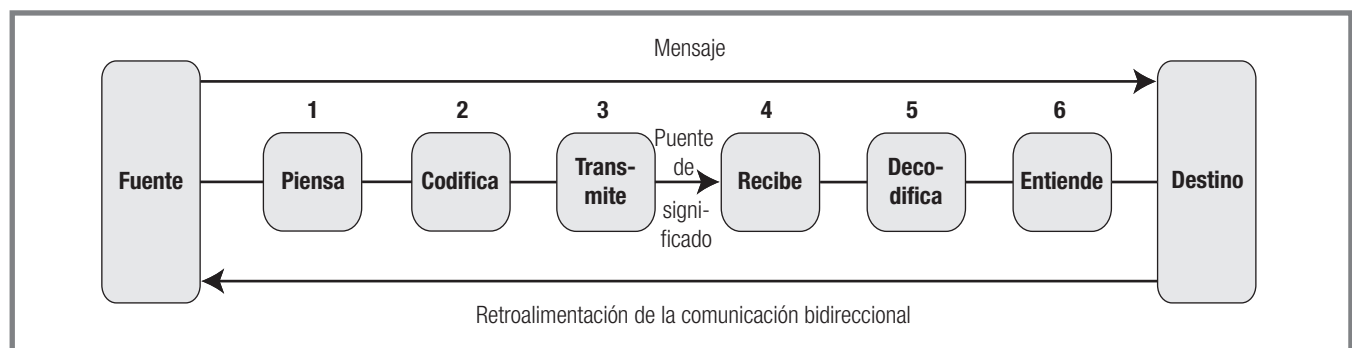 Mensaje
1
2
3
4
5
6
Fuente
Piensa
Codifica
Trans-
mite
Puente
de
signi-
ficado
Recibe
Deco-
difica
Entiende
Destino
Retroalimentación de la comunicación bidireccional